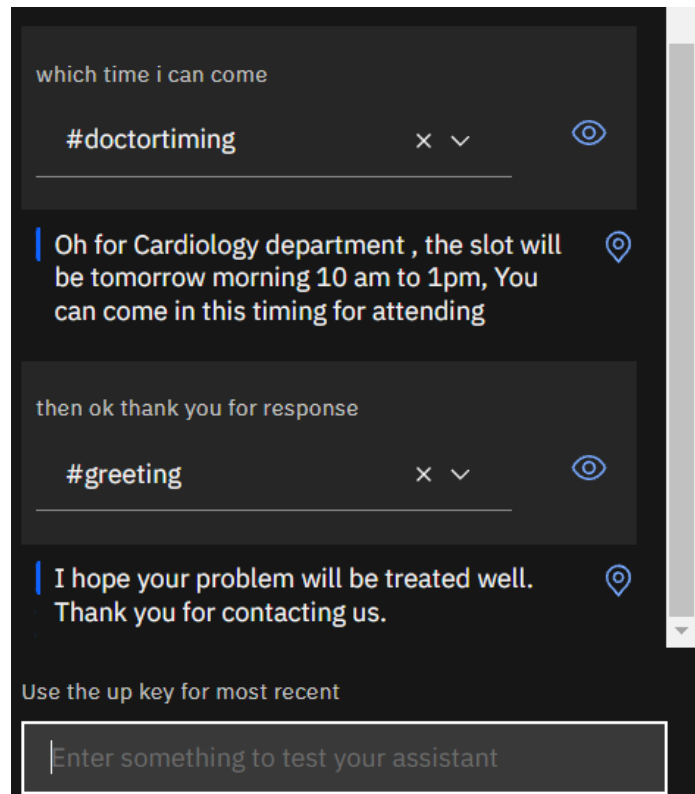 which time i can come
#doctortiming
Oh for Cardiology department , the slot will
be tomorrow morning 10 am to 1pm, You
can come in this timing for attending
then ok thank you for response
#greeting
I hope your problem will be treated well.
Thank you for contacting us.
Use the up key for most recent
Enter something to test your assistant